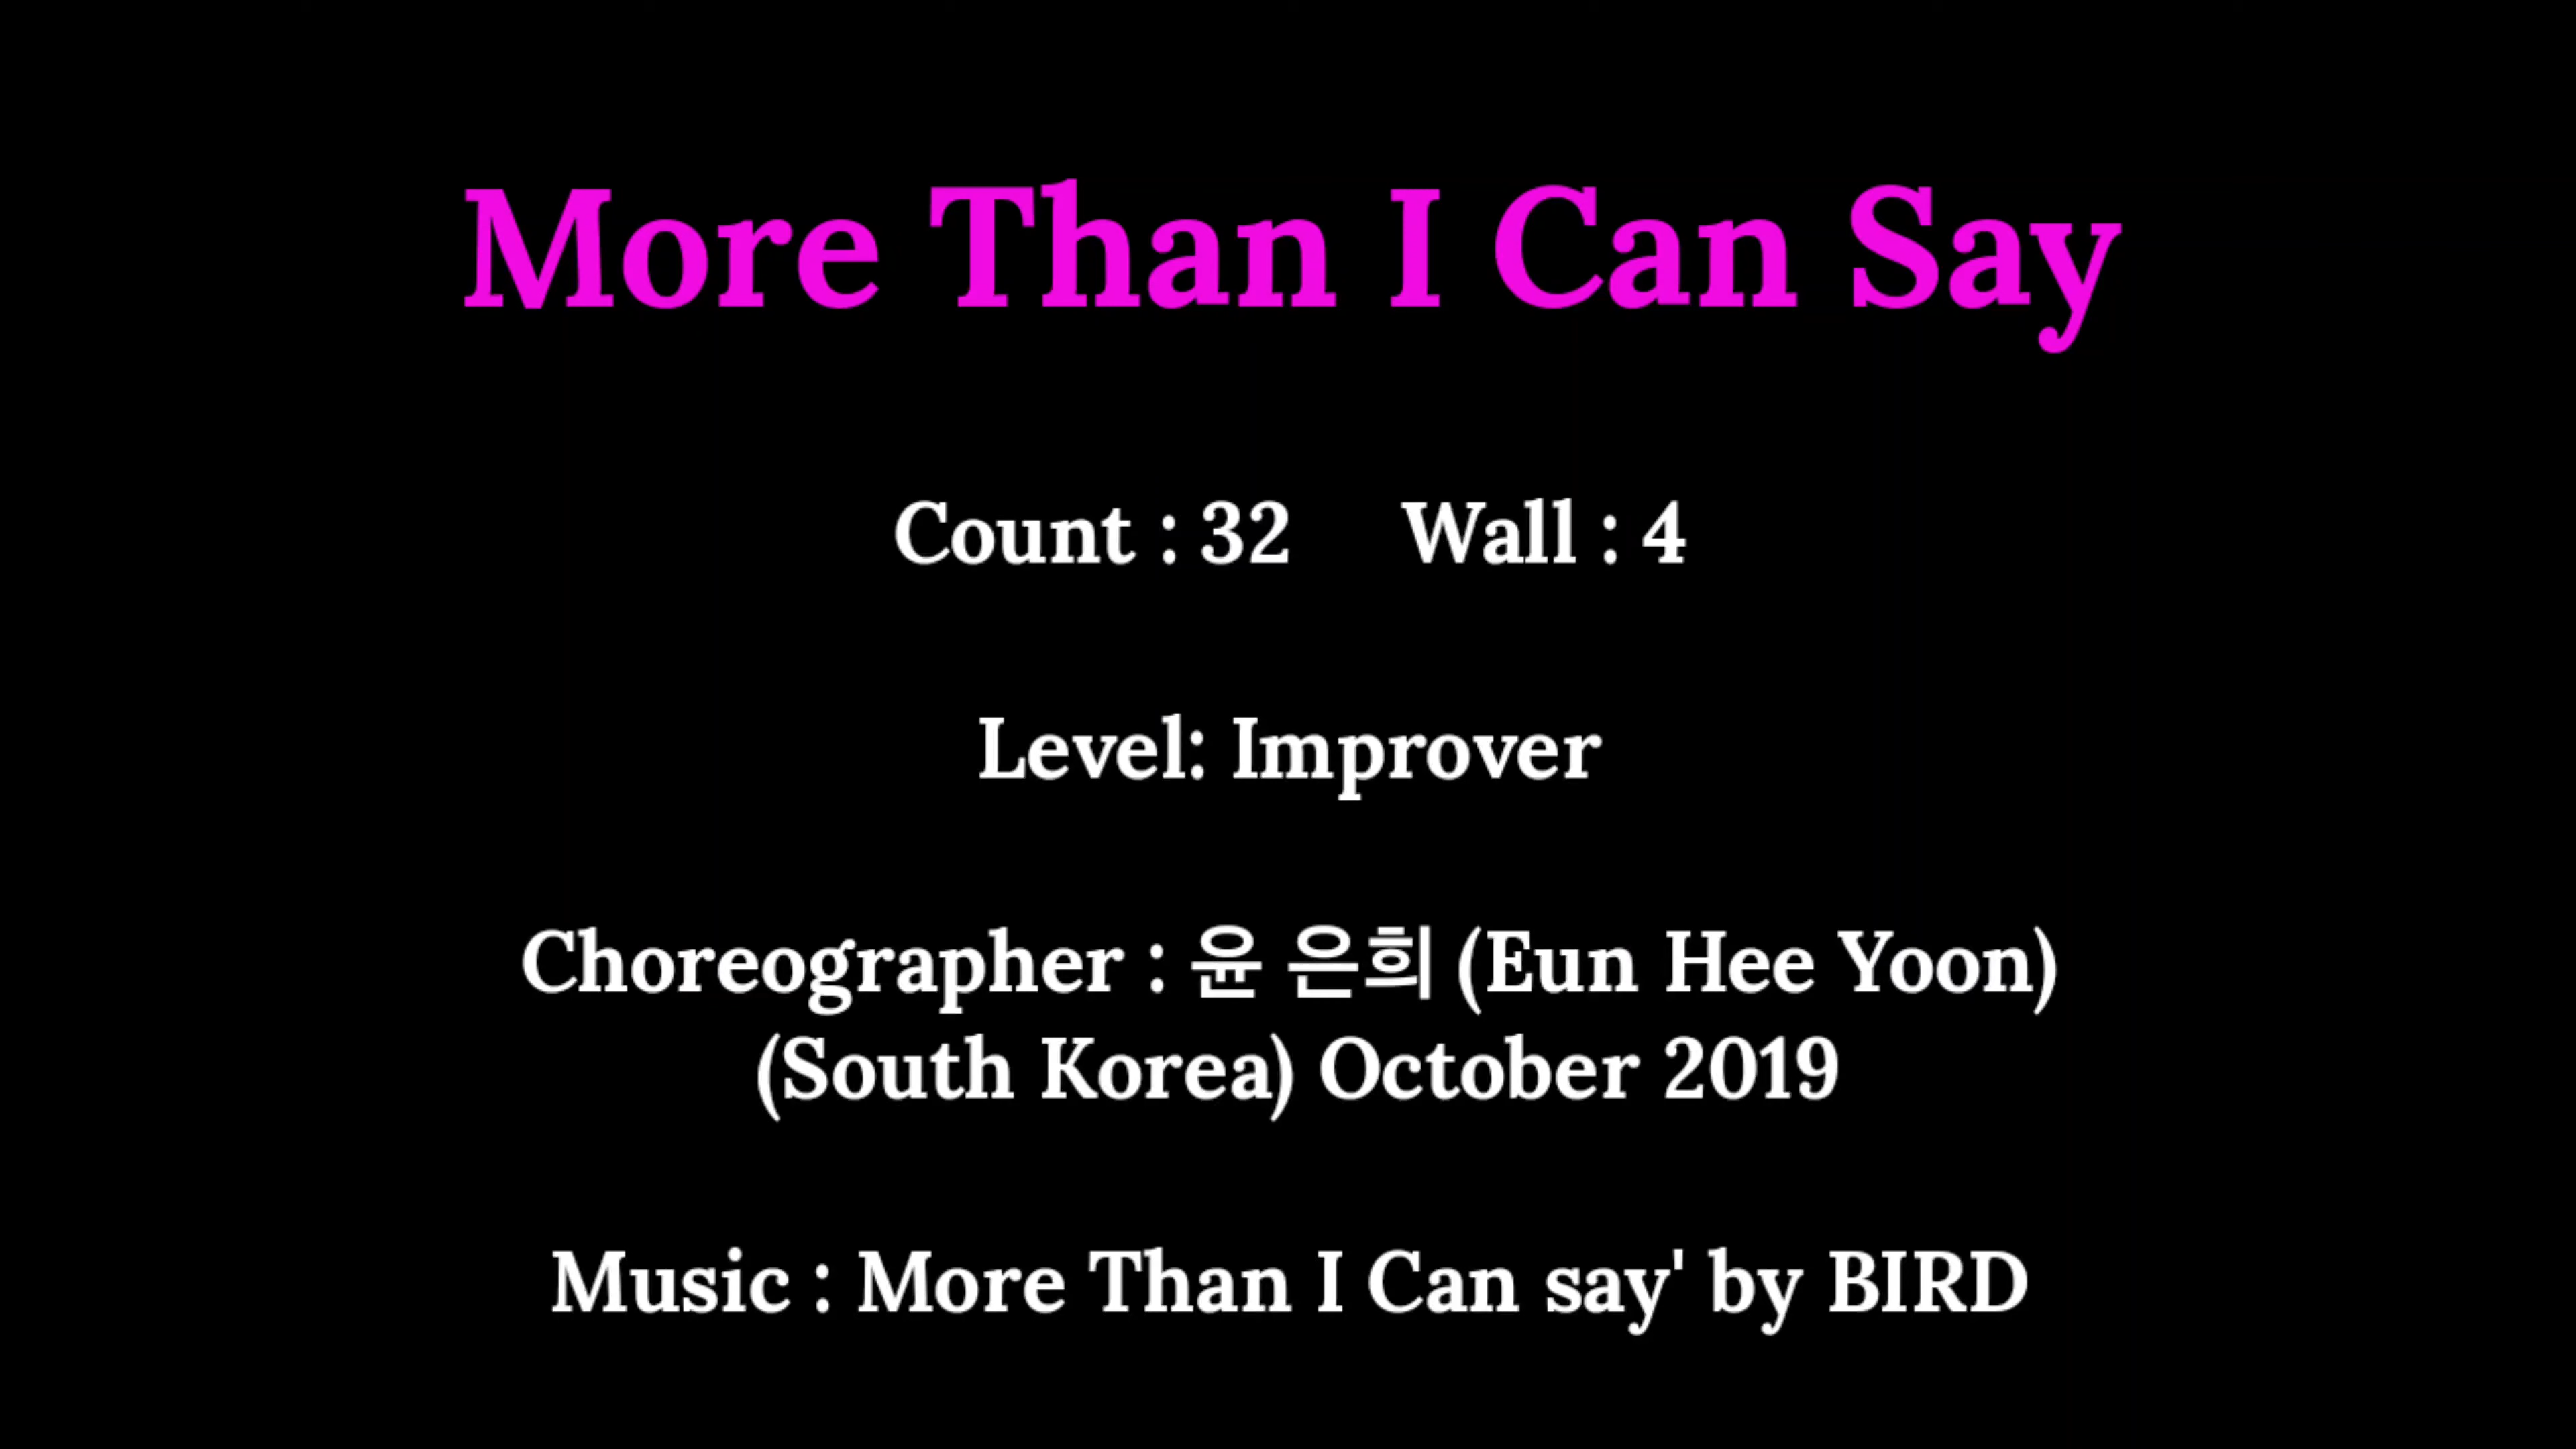 More Than I Can Say
Count : 32 Wall : 4
Level: Improver
Choreographer : 윤 은희 (Eun Hee Yoon)
(South Korea) October 2019
Music : More Than I Can say' by BIRD